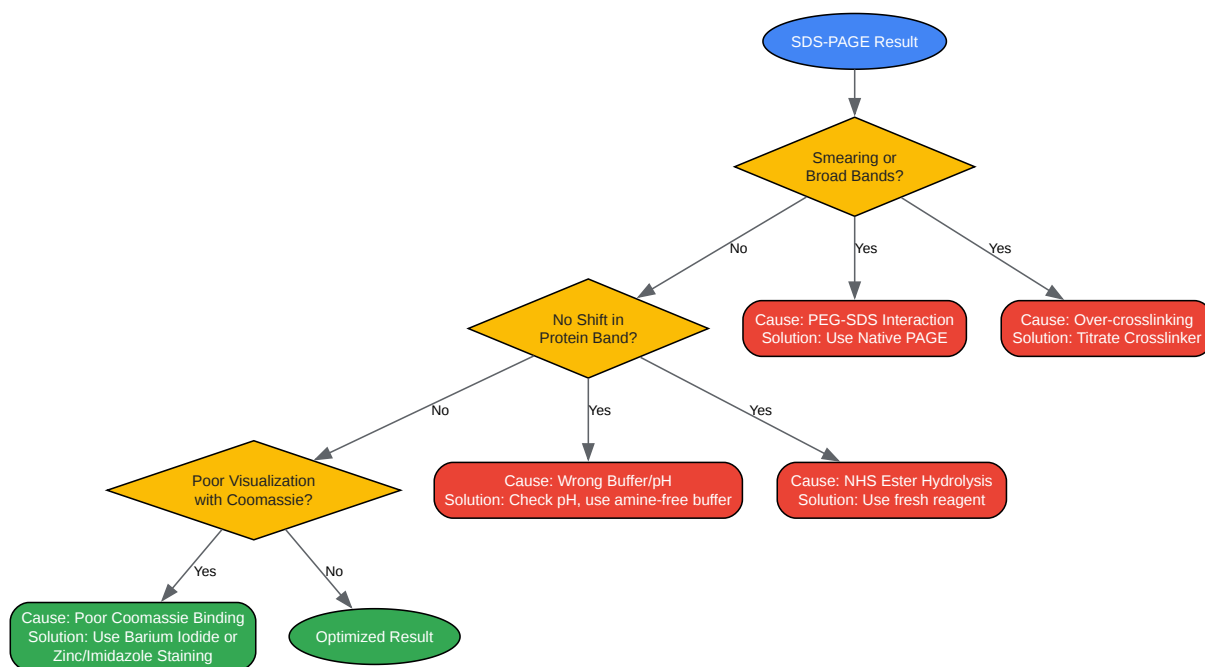 SDS-PAGE Result
Smearing or
Broad Bands?
No
Yes
Yes
No Shift in
Protein Band?
Cause: PEG-SDS Interaction
Solution: Use Native PAGE
Cause: Over-crosslinking
Solution: Titrate Crosslinker
No
Yes
Yes
Poor Visualization
with Coomassie?
Cause: Wrong Buffer/pH
Solution: Check pH, use amine-free buffer
Cause: NHS Ester Hydrolysis
Solution: Use fresh reagent
Yes
No
Cause: Poor Coomassie Binding
Solution: Use Barium Iodide or
Zinc/Imidazole Staining
Optimized Result